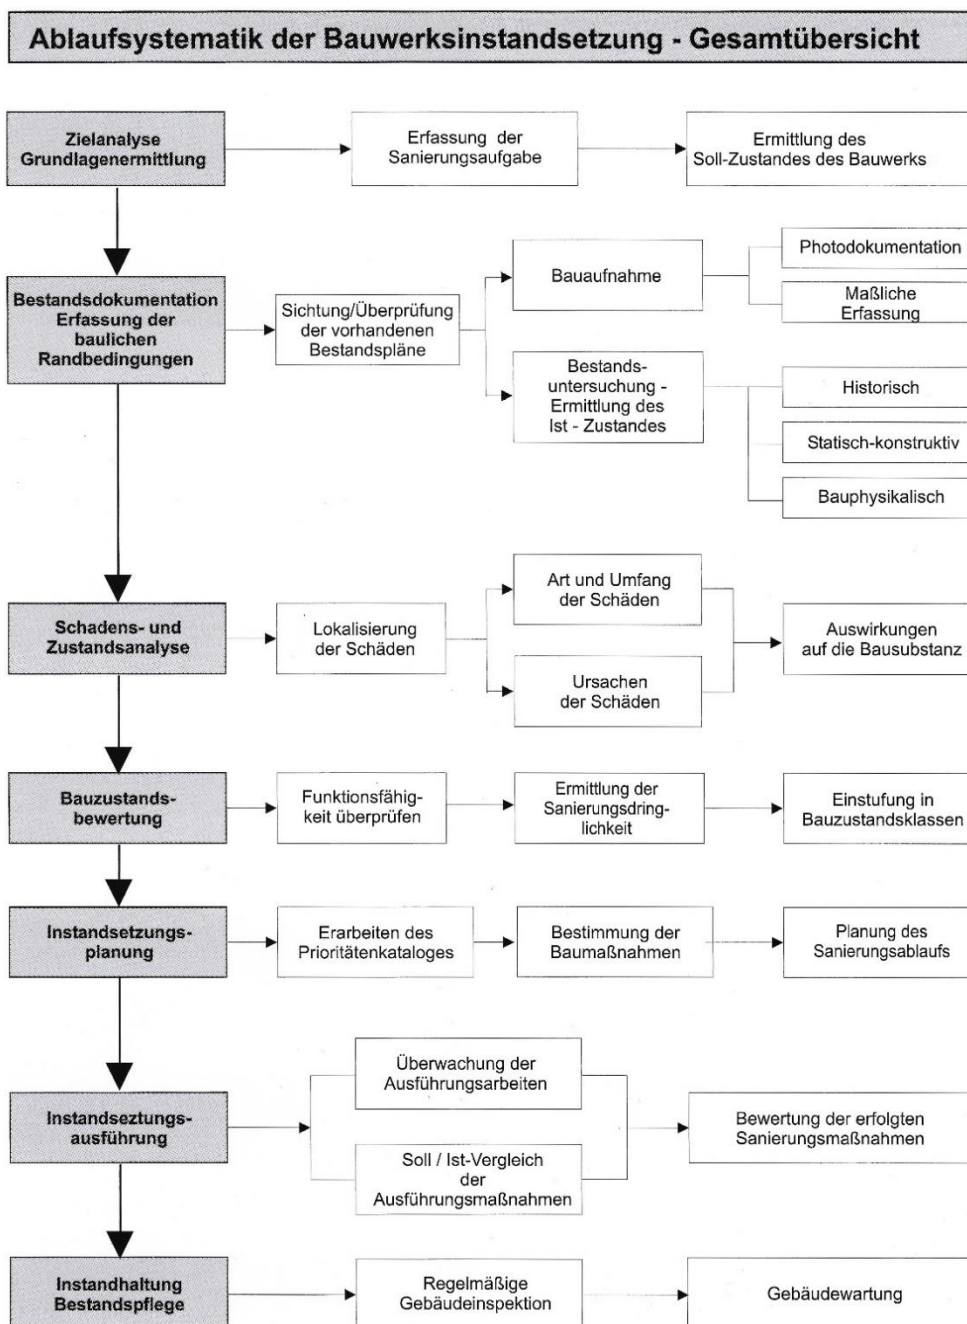 Ablaufsystematik der Bauwerksinstandsetzung - Gesamtübersicht
Zielanalyse
Grundlagenermittlung
Erfassung der
Sanierungsaufgabe
Ermittlung des
Soll-Zustandes des Bauwerks
Bestandsdokumentation
Erfassung der
baulichen
Randbedingungen
Sichtung/Überprüfung
der vorhandenen
Bestandspläne
Bauaufnahme
Photodokumentation
Maßliche
Erfassung
Bestands-
untersuchung -
Ermittlung des
Ist - Zustandes
Historisch
Statisch-konstruktiv
Bauphysikalisch
Schadens- und
Zustandsanalyse
Lokalisierung
der Schäden
Art und Umfang
der Schäden
Ursachen
der Schäden
Auswirkungen
auf die Bausubstanz
Bauzustands-
bewertung
Funktionsfähig-
keit überprüfen
Ermittlung der
Sanierungsdring-
lichkeit
Einstufung in
Bauzustandsklassen
Instandsetzungs-
planung
Erarbeiten des
Prioritätenkataloges
Bestimmung der
Baumaßnahmen
Planung des
Sanierungsablaufs
Instandseztungs-
ausführung
Überwachung der
Ausführungsarbeiten
Soll / Ist-Vergleich
der
Ausführungsmaßnahmen
Bewertung der erfolgten
Sanierungsmaßnahmen
Instandhaltung
Bestandspflege
Regelmäßige
Gebäudeinspektion
Gebäudewartung